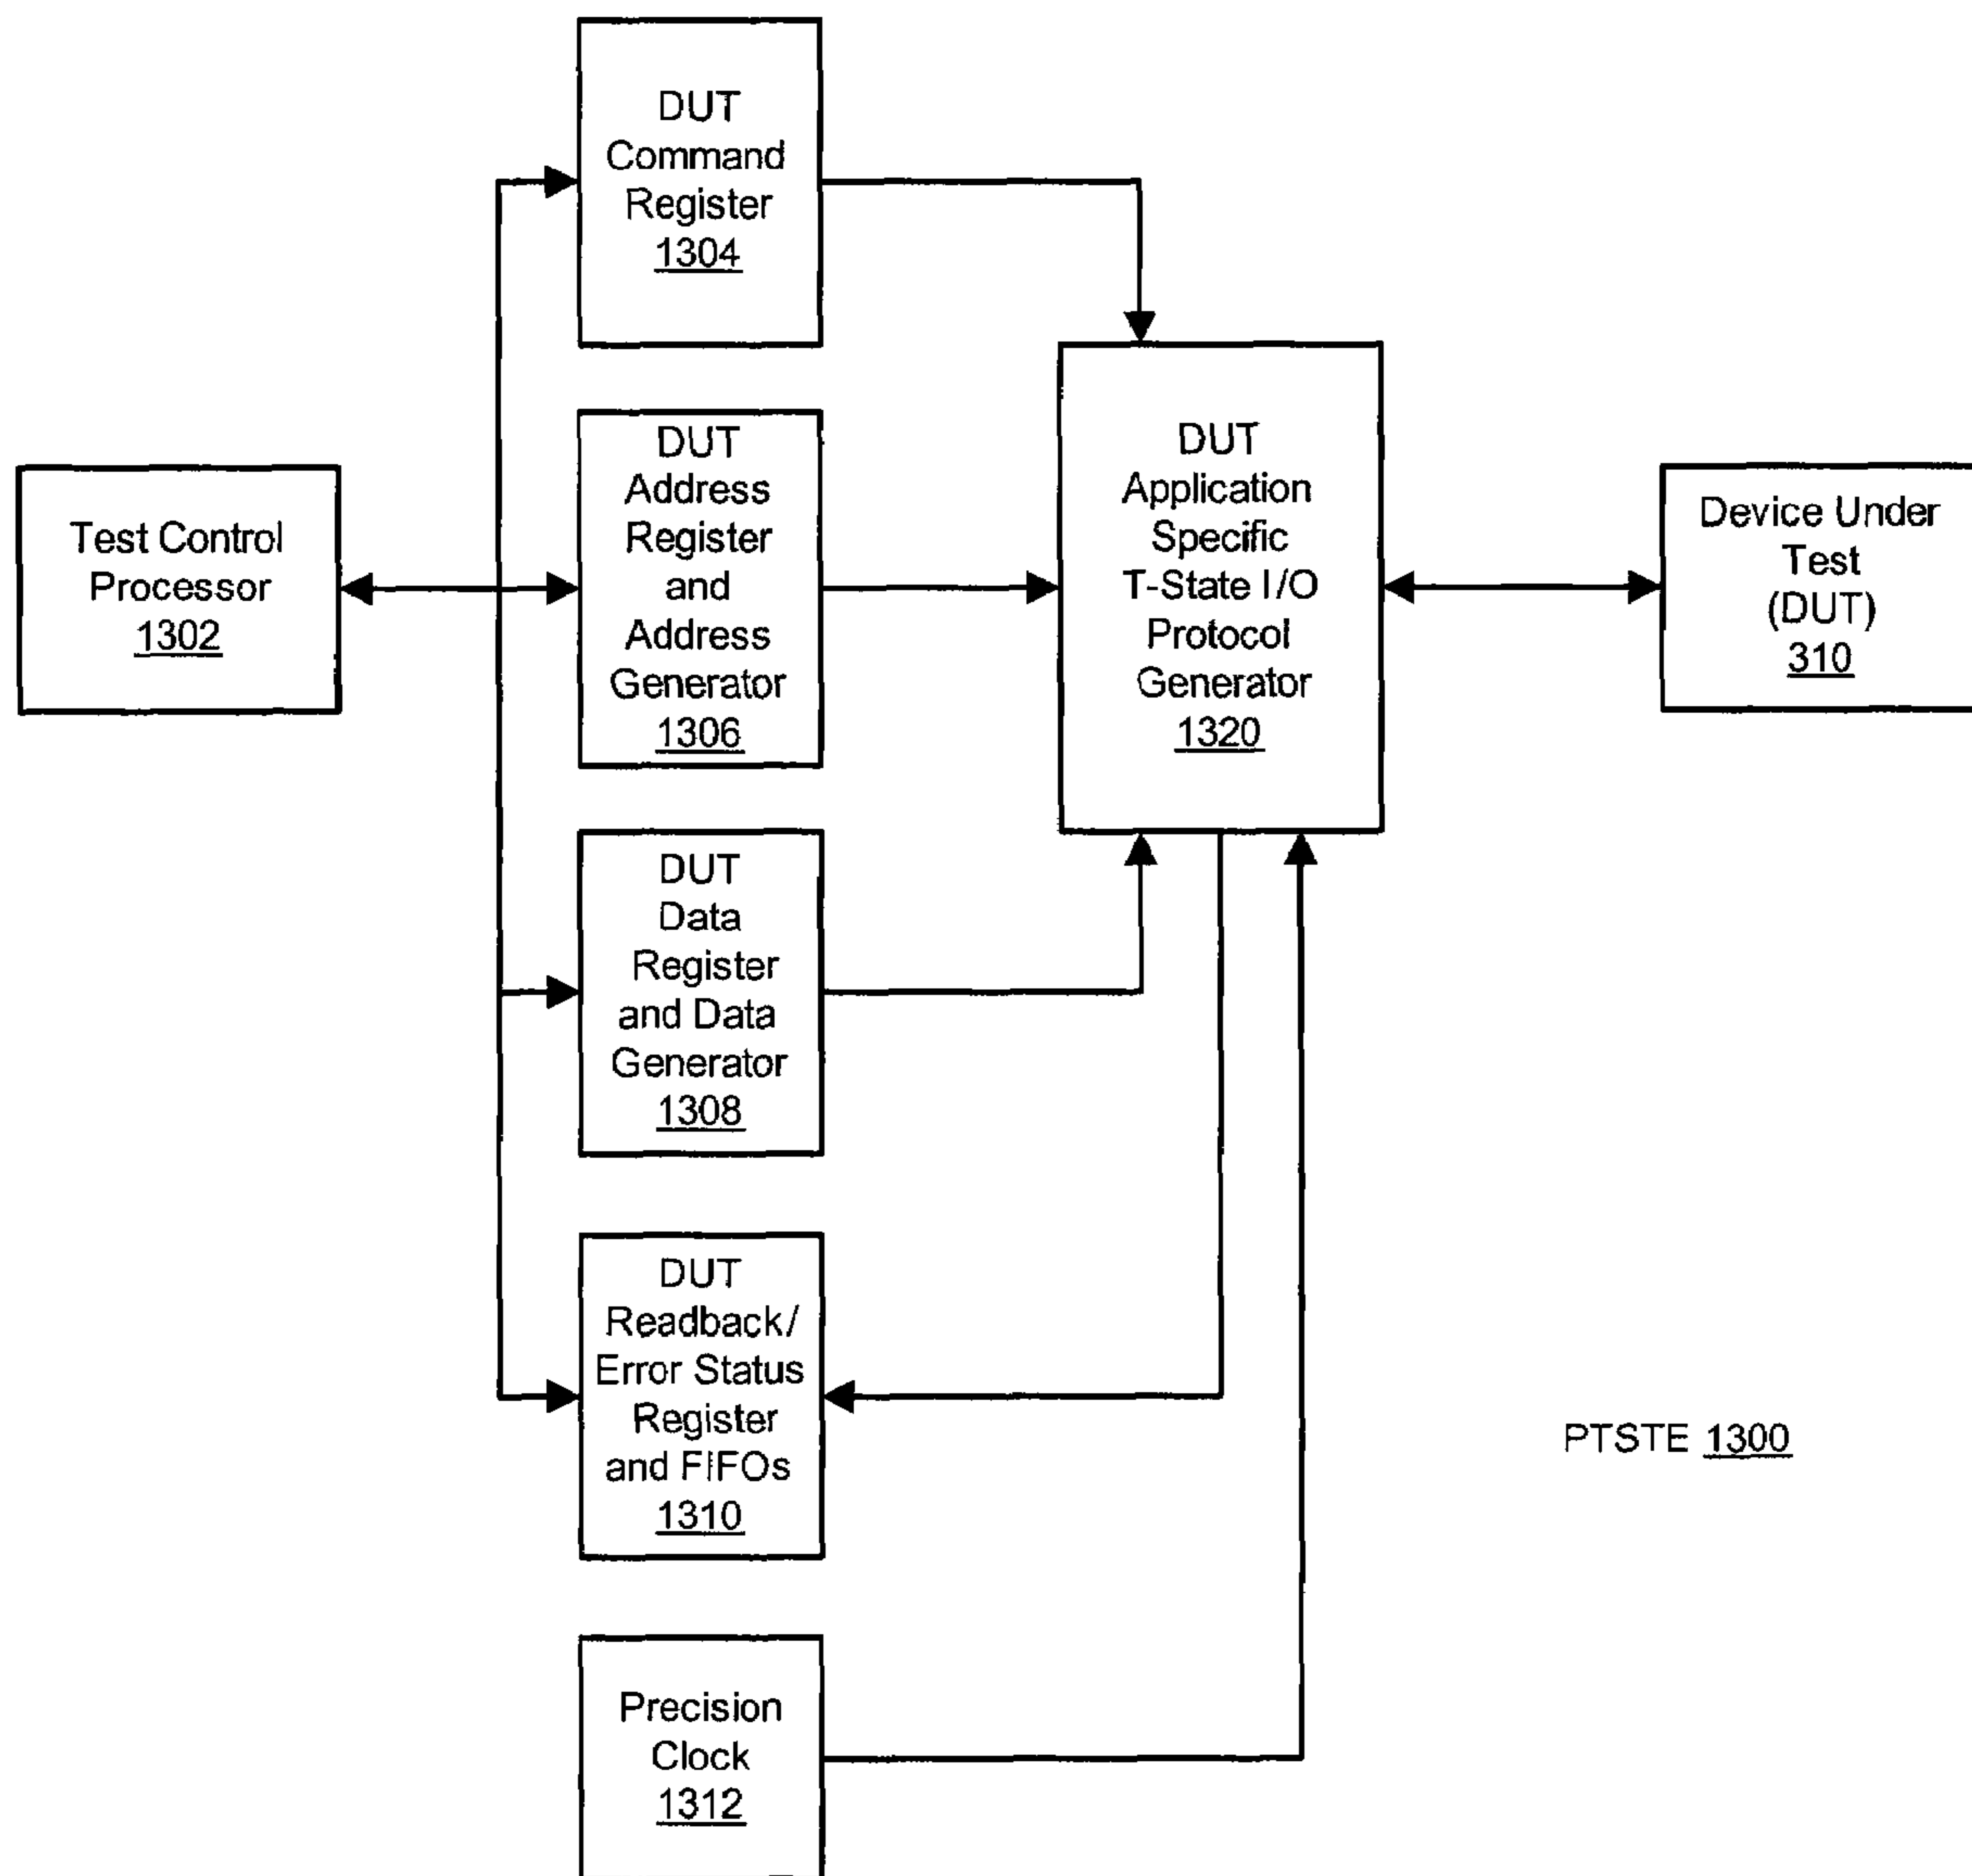 DUT
Command
Register
1304
Test Control
Processor
1302
DUT
Address
Register
and
Address
Generator
1306
DUT
Application
Specific
T-State I/O
Protocol
Generator
1320
Device Under
Test
(DUT)
310
DUT
Data
Register
and Data
Generator
1308
DUT
Readback/
Error Status
Register
and FIFOs
1310
PTSTE 1300
Precision
Clock
1312